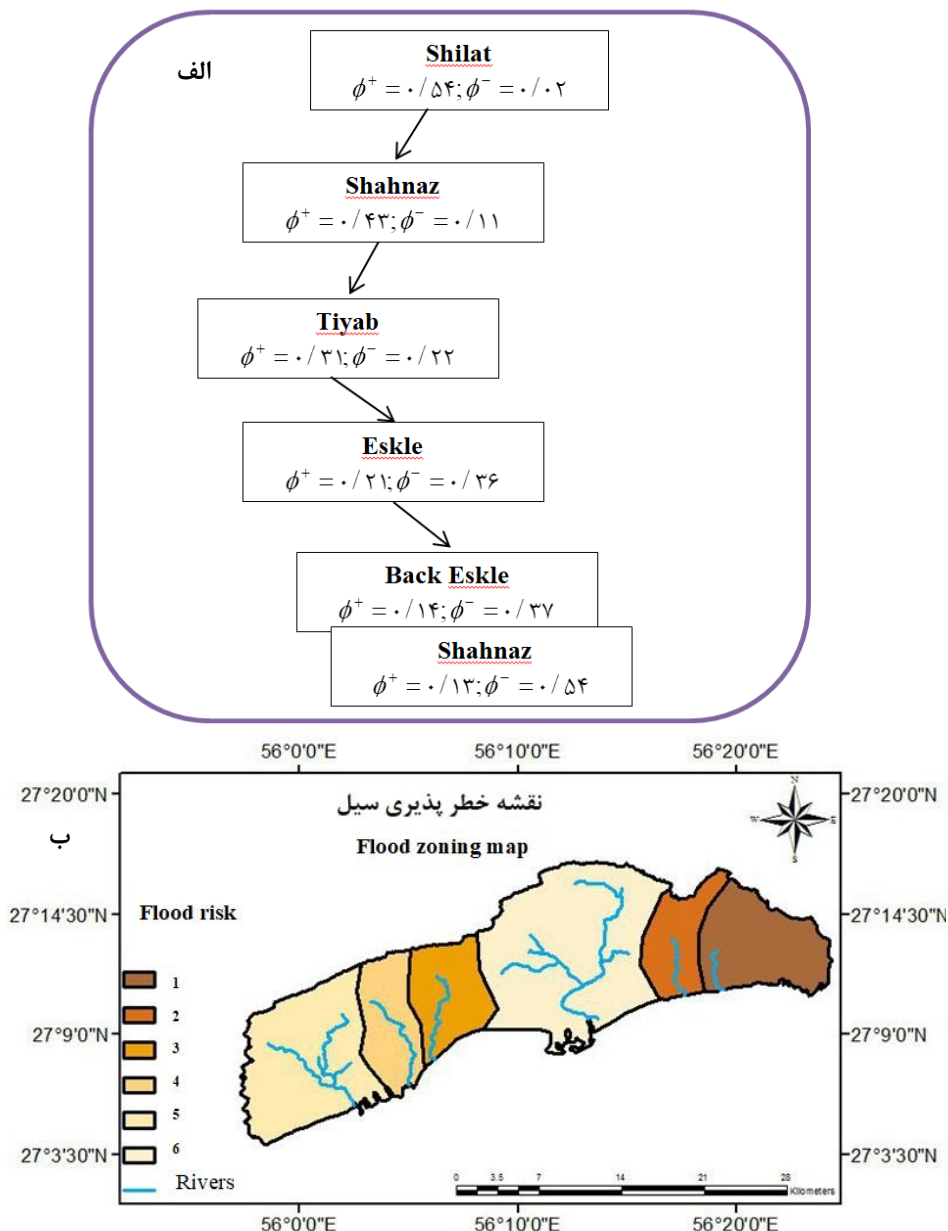 الف
Shilat
ϕ⁺ = ۰/۵۴; ϕ⁻ = ۰/۰۲
Shahnaz
ϕ⁺ = ۰/۴۳; ϕ⁻ = ۰/۱۱
Tiyab
ϕ⁺ = ۰/۳۱; ϕ⁻ = ۰/۲۲
Eskle
ϕ⁺ = ۰/۲۱; ϕ⁻ = ۰/۳۶
Back Eskle
ϕ⁺ = ۰/۱۴; ϕ⁻ = ۰/۳۷
Shahnaz
ϕ⁺ = ۰/۱۳; ϕ⁻ = ۰/۵۴
56°0'0"E 56°10'0"E 56°20'0"E
27°20'0"N 27°20'0"N
ب
نقشه خطر پذیری سیل
Flood zoning map
N
W E
S
27°14'30"N 27°14'30"N
Flood risk
1
2
3
4
5
6
Rivers
27°9'0"N 27°9'0"N
27°3'30"N 27°3'30"N
0 3.5 7 14 21 28
Kilometers
56°0'0"E 56°10'0"E 56°20'0"E